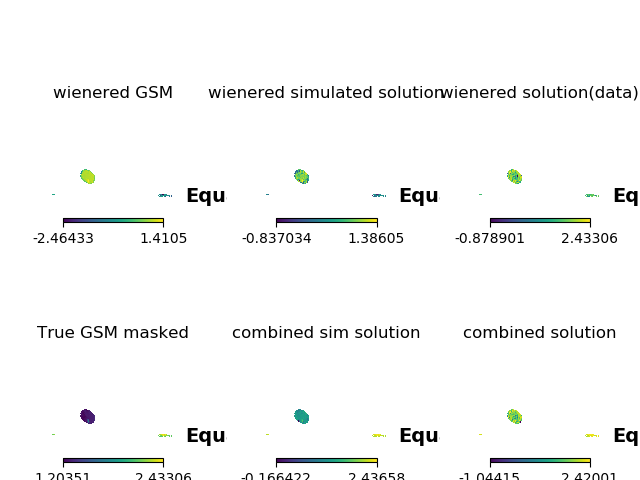 wienered GSM
wienered simulated solution
wienered solution(data)
Equ
Equ
Eq
-2.46433 1.4105
-0.837034 1.38605
-0.878901 2.43306
True GSM masked
combined sim solution
combined solution
Equ
Equ
Eq
1.20351 2.43306
-0.166422 2.43658
-1.04415 2.42001